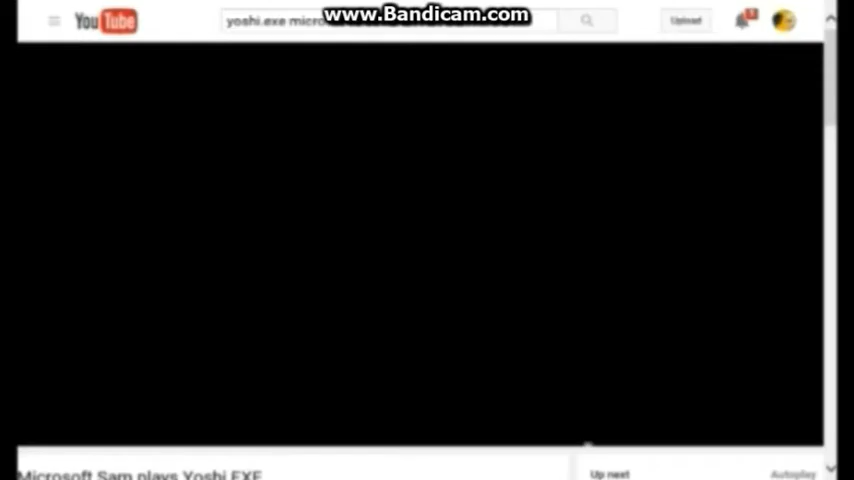 www.Bandicam.com
YouTube
yoshi.exe micro
Upload
Microsoft Sam plays Yoshi EXE
Up next
Autoplay